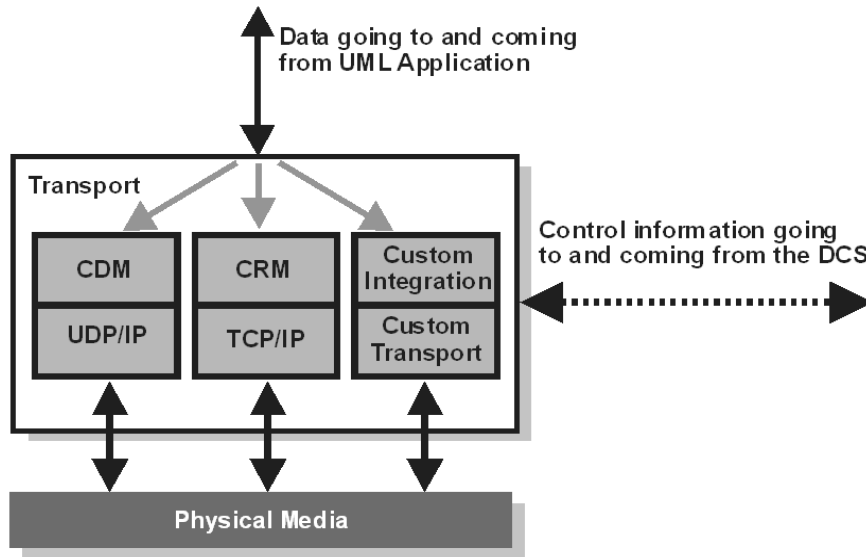 Data going to and coming
from UML Application
Transport
CDM
UDP/IP
CRM
TCP/IP
Custom
Integration
Custom
Transport
Control information going
to and coming from the DCS
Physical Media